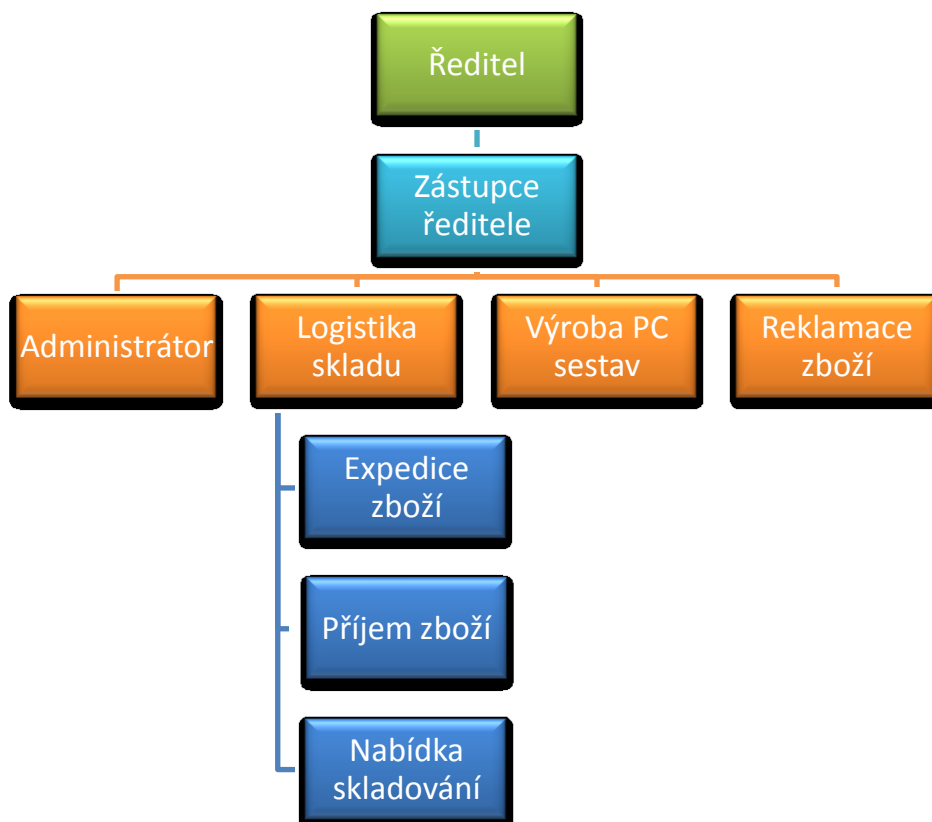 Ředitel
Zástupce
ředitele
Administrátor
Logistika
skladu
Výroba PC
sestav
Reklamace
zboží
Expedice
zboží
Příjem zboží
Nabídka
skladování